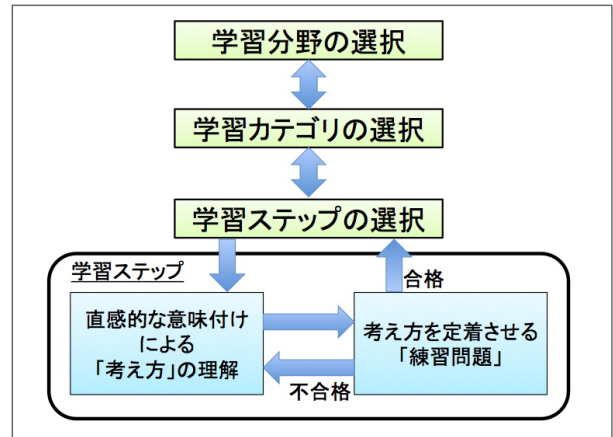 学習分野の選択
学習カテゴリの選択
学習ステップの選択
学習ステップ
合格
直感的な意味付け
による
「考え方」の理解
考え方を定着させる
「練習問題」
不合格